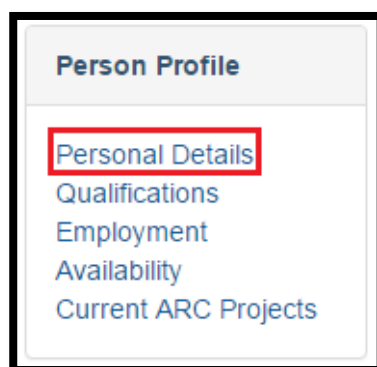 Person Profile
Personal Details
Qualifications
Employment
Availability
Current ARC Projects